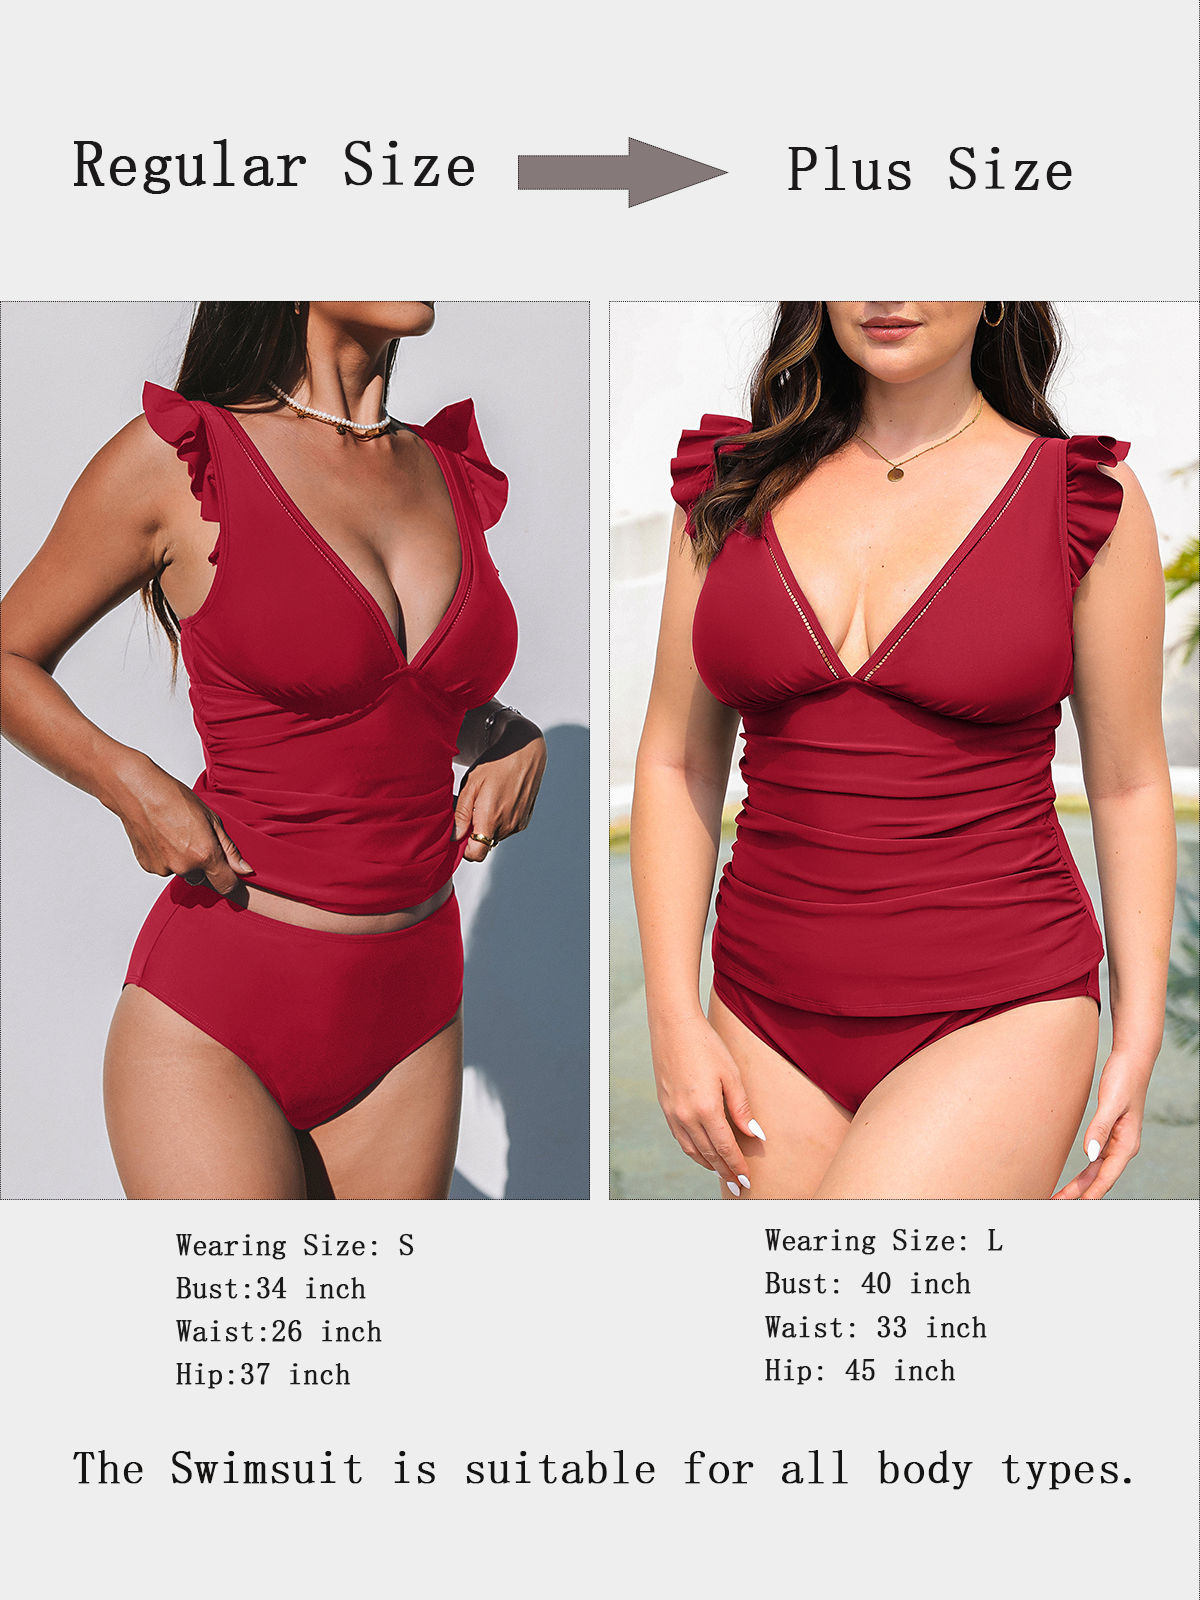 Regular Size
Plus Size
Wearing Size: S
Bust:34 inch
Waist:26 inch
Hip:37 inch
Wearing Size: L
Bust: 40 inch
Waist: 33 inch
Hip: 45 inch
The Swimsuit is suitable for all body types.